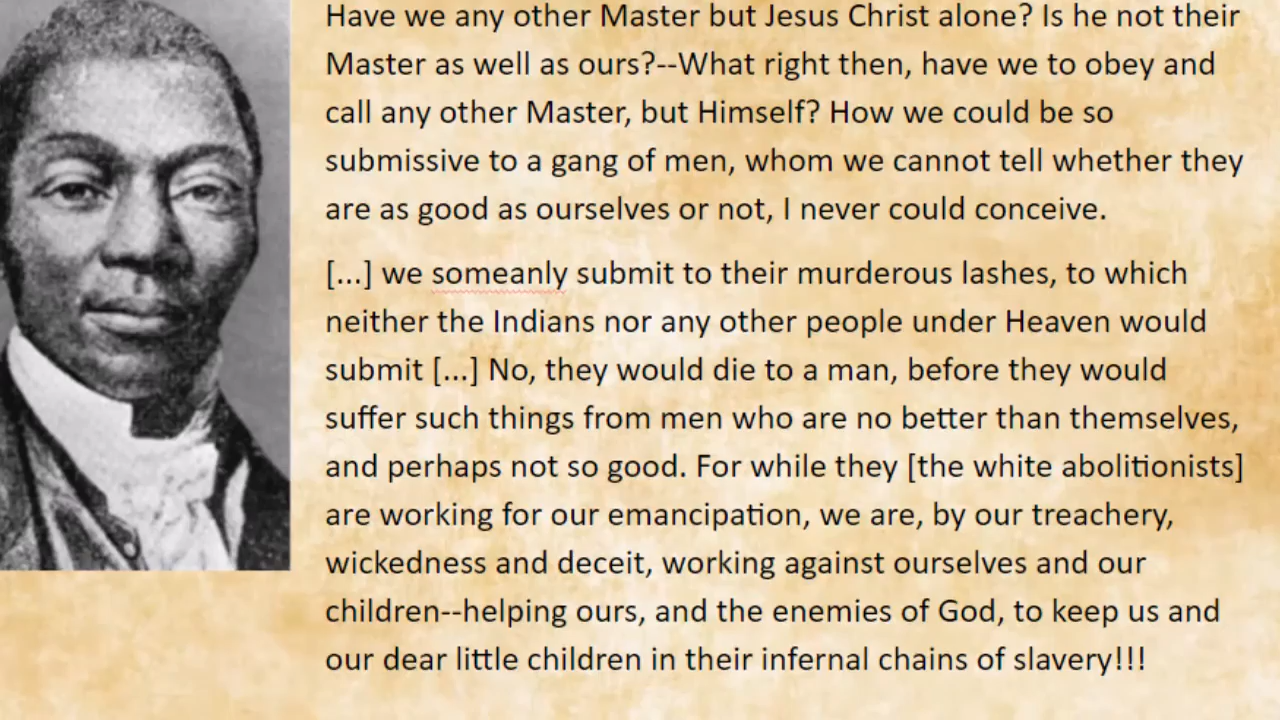 Have we any other Master but Jesus Christ alone? Is he not their
Master as well as ours?--What right then, have we to obey and
call any other Master, but Himself? How we could be so
submissive to a gang of men, whom we cannot tell whether they
are as good as ourselves or not, I never could conceive.
[...] we someanly submit to their murderous lashes, to which
neither the Indians nor any other people under Heaven would
submit [...] No, they would die to a man, before they would
suffer such things from men who are no better than themselves,
and perhaps not so good. For while they [the white abolitionists]
are working for our emancipation, we are, by our treachery,
wickedness and deceit, working against ourselves and our
children--helping ours, and the enemies of God, to keep us and
our dear little children in their infernal chains of slavery!!!